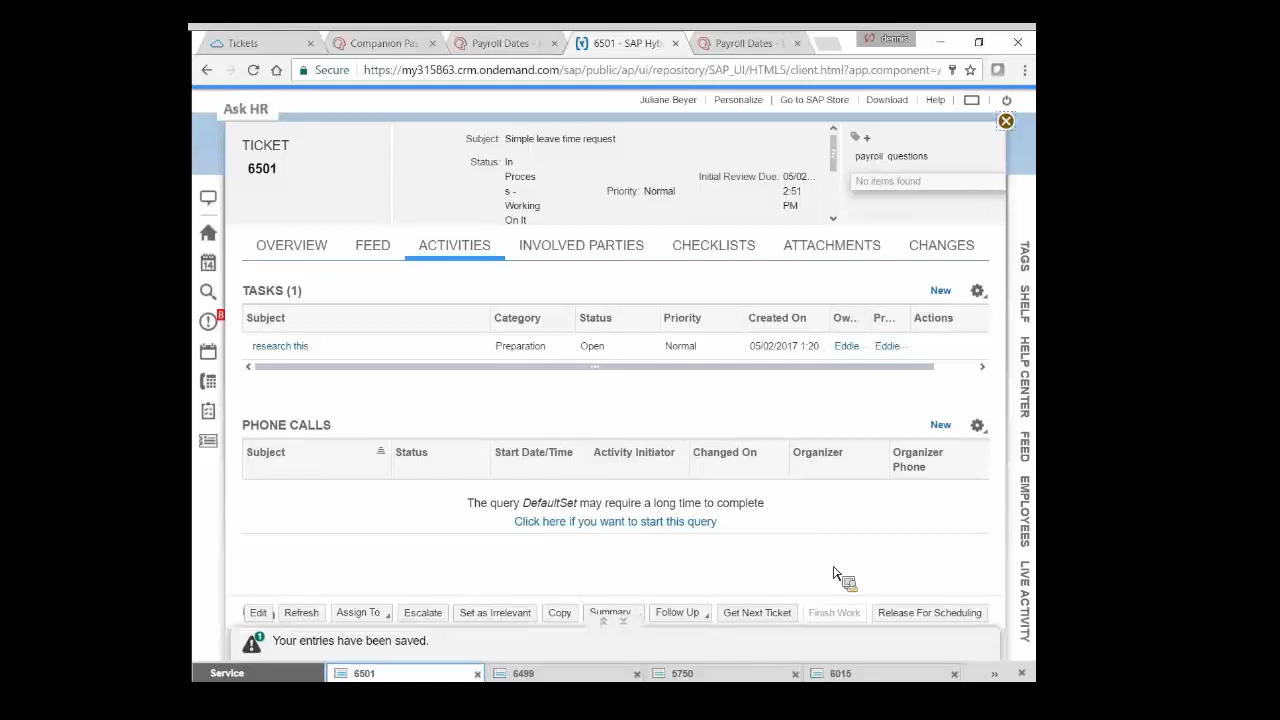 Tickets
Companion Pas
Payroll Dates -
6501 - SAP Hyb
Payroll Dates -
dennis
Secure
https://my315863.crm.ondemand.com/sap/public/ap/ui/repository/SAP_UI/HTML5/client.html?app.component=/
Juliane Beyer
Personalize
Go to SAP Store
Download
Help
Ask HR
TICKET
6501
Subject: Simple leave time request
Status: In
Proces
s -
Working
On It
Priority: Normal
Initial Review Due: 05/02...
2:51
PM
payroll questions
No items found
14
8
OVERVIEW
FEED
ACTIVITIES
INVOLVED PARTIES
CHECKLISTS
ATTACHMENTS
CHANGES
TASKS (1)
New
Subject
Category
Status
Priority
Created On
Ow...
Pr...
Actions
research this
Preparation
Open
Normal
05/02/2017 1:20
Eddie
Eddie
PHONE CALLS
New
Subject
Status
Start Date/Time
Activity Initiator
Changed On
Organizer
Organizer
Phone
The query DefaultSet may require a long time to complete
Click here if you want to start this query
Edit
Refresh
Assign To
Escalate
Set as Irrelevant
Copy
Summary
Follow Up
Get Next Ticket
Finish Work
Release For Scheduling
1
Your entries have been saved.
Service
6501
6499
5750
6015
TAGS
SHELF
HELP CENTER
FEED
EMPLOYEES
LIVE ACTIVITY